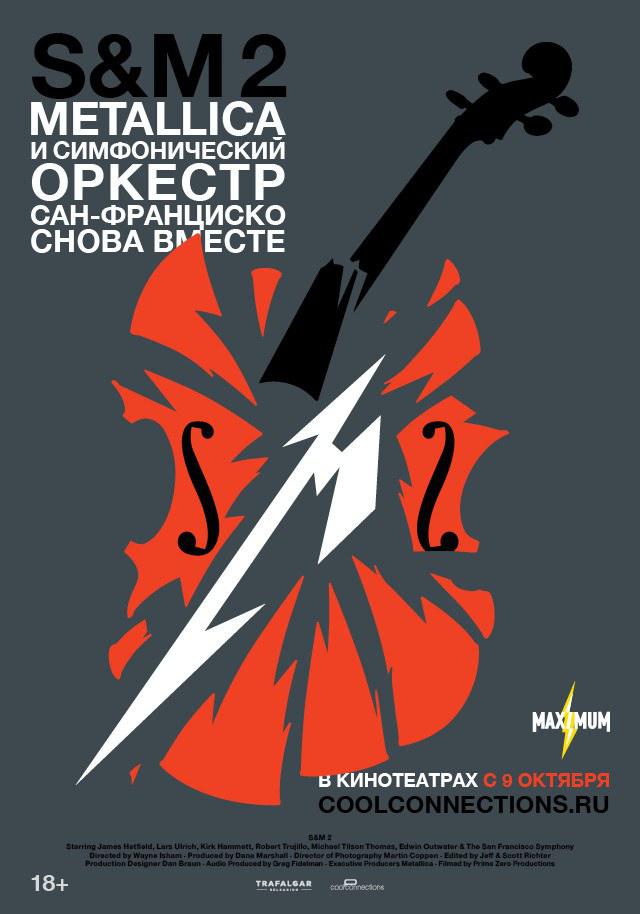 S&M 2
METALLICA
И СИМФОНИЧЕСКИЙ
ОРКЕСТР
САН-ФРАНЦИСКО
СНОВА ВМЕСТЕ
S M 2
MAXIMUM
В КИНОТЕАТРАХ С 9 ОКТЯБРЯ
COOLCONNECTIONS.RU
S&M 2
Starring James Hetfield, Lars Ulrich, Kirk Hammett, Robert Trujillo, Michael Tilson Thomas, Edwin Outwater & The San Francisco Symphony
Directed by Wayne Isham - Produced by Dana Marshall - Director of Photography Martin Coppen - Edited by Jeff & Scott Richter
Production Designer Dan Braun - Audio Produced by Greg Fidelman - Executive Producers Metallica - Filmed by Prime Zero Productions
18+
TRAFALGAR
RELEASING
coolconnections